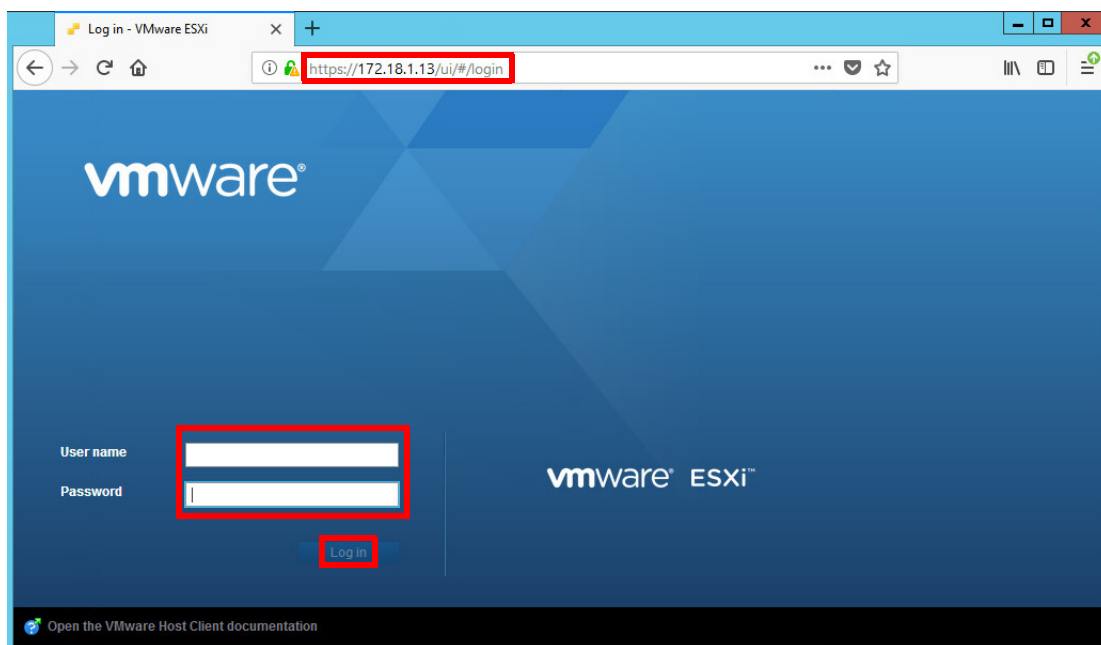 Log in - VMware ESXi
https://172.18.1.13/ui/#/login
vmware®
User name
Password
Log in
vmware® ESXi™
Open the VMware Host Client documentation